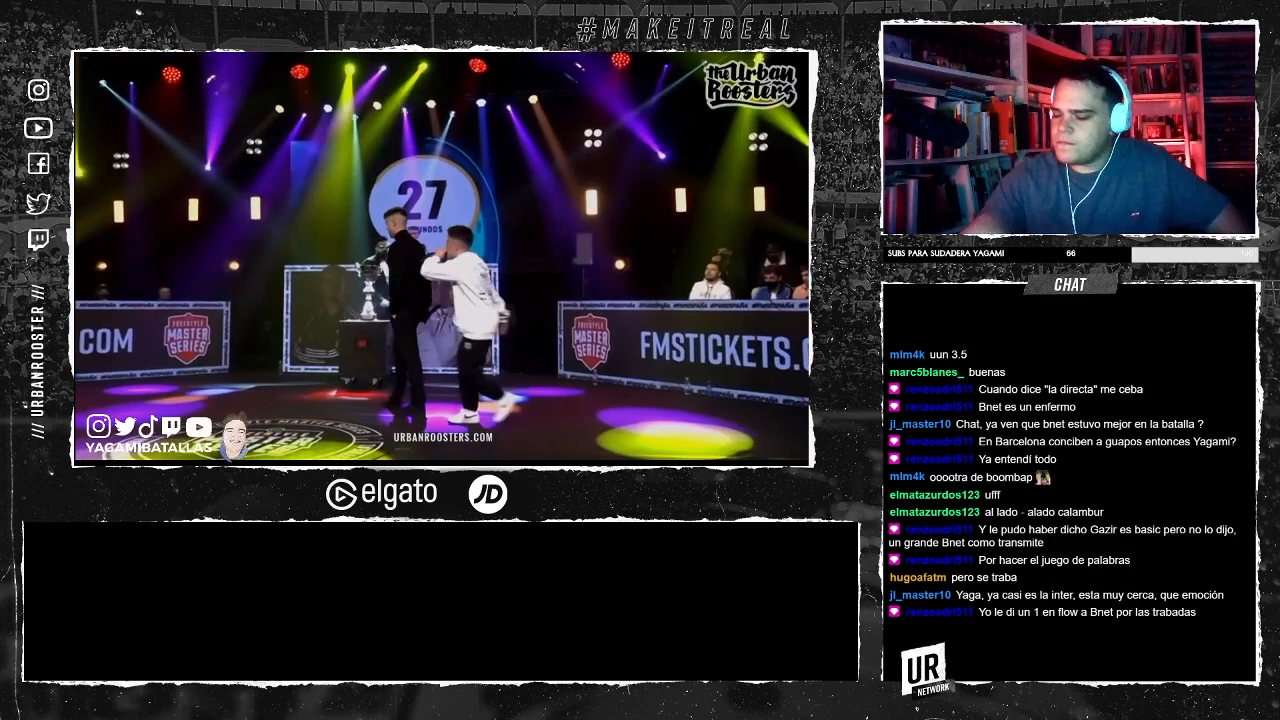 #MAKEITREAL
/// URBANROOSTER ///
the Urban
Roosters
27
.COM
FREESTYLE
MASTER
SERIES
FREESTYLE
MASTER
SERIES
FMSTICKETS.C
YAGAMIBATALLAS
URBANROOSTERS.COM
elgato
JD
SUBS PARA SUDADERA YAGAMI 66 100
CHAT
mlm4k uun 3.5
marc5blanes_ buenas
renzoadri511 Cuando dice "la directa" me ceba
renzoadri511 Bnet es un enfermo
jl_master10 Chat, ya ven que bnet estuvo mejor en la batalla ?
renzoadri511 En Barcelona conciben a guapos entonces Yagami?
renzoadri511 Ya entendí todo
mlm4k ooootra de boombap
elmatazurdos123 ufff
elmatazurdos123 al lado - alado calambur
renzoadri511 Y le pudo haber dicho Gazir es basic pero no lo dijo,
un grande Bnet como transmite
renzoadri511 Por hacer el juego de palabras
hugoafatm pero se traba
jl_master10 Yaga, ya casi es la inter, esta muy cerca, que emoción
renzoadri511 Yo le di un 1 en flow a Bnet por las trabadas
UR
NETWORK